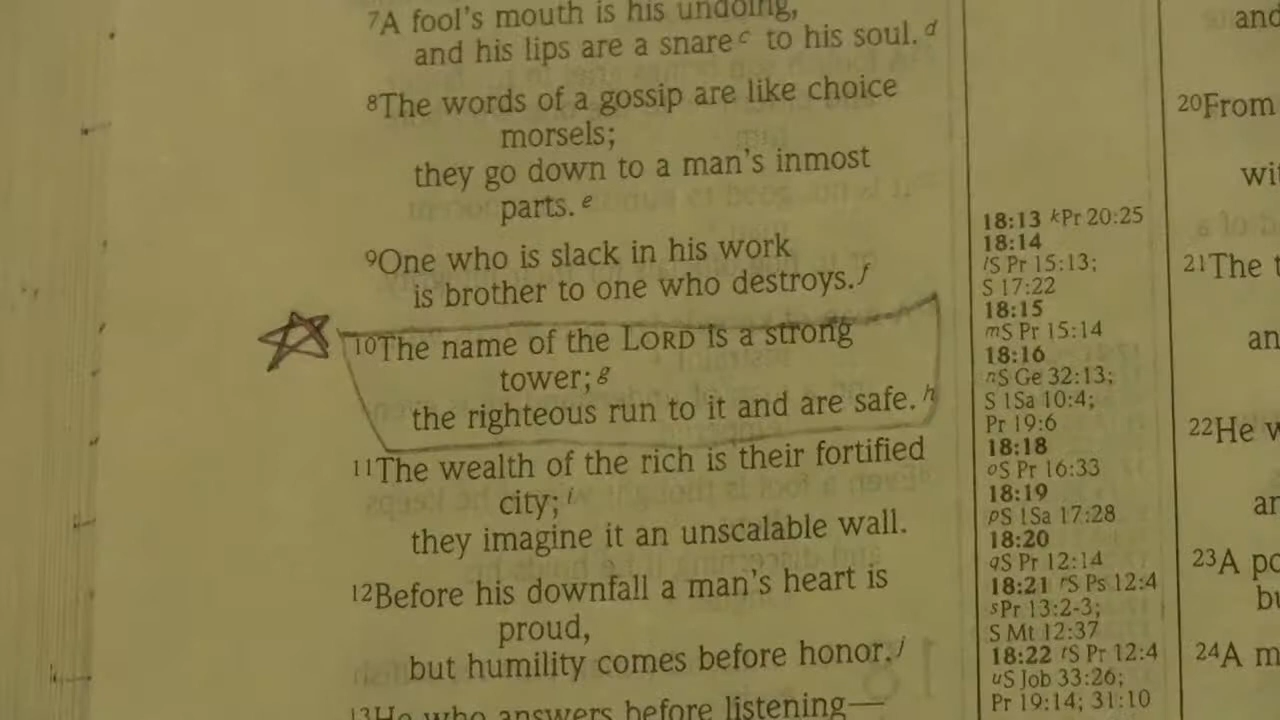 7A fool's mouth is his undoing,
and his lips are a snare c to his soul. d
8The words of a gossip are like choice
morsels;
they go down to a man's inmost
parts. e
9One who is slack in his work
is brother to one who destroys. f
10The name of the LORD is a strong
tower; g
the righteous run to it and are safe. h
11The wealth of the rich is their fortified
city; i
they imagine it an unscalable wall.
12Before his downfall a man's heart is
proud,
but humility comes before honor. j
13He who answers before listening—
18:13 kPr 20:25
18:14
lS Pr 15:13;
S 17:22
18:15
mS Pr 15:14
18:16
nS Ge 32:13;
S 1Sa 10:4;
Pr 19:6
18:18
oS Pr 16:33
18:19
pS 1Sa 17:28
18:20
qS Pr 12:14
18:21 rS Ps 12:4
sPr 13:2-3;
S Mt 12:37
18:22 tS Pr 12:4
uS Job 33:26;
Pr 19:14; 31:10
and
20From
21The
an
22He
23A
24A